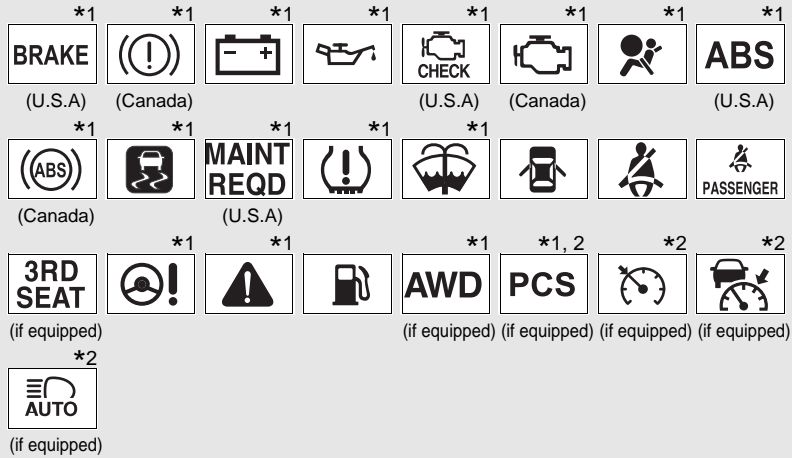 *1 *1 *1 *1 *1 *1 *1 *1
BRAKE (!) - + CHECK ABS
(U.S.A) (Canada) (U.S.A) (Canada) (U.S.A)
*1 *1 *1 *1 *1
(ABS) MAINT REQD ! PASSENGER
(Canada) (U.S.A)
*1 *1 *1 *1, 2 *2 *2
3RD SEAT ! ! AWD PCS
(if equipped) (if equipped) (if equipped) (if equipped) (if equipped)
*2
AUTO
(if equipped)